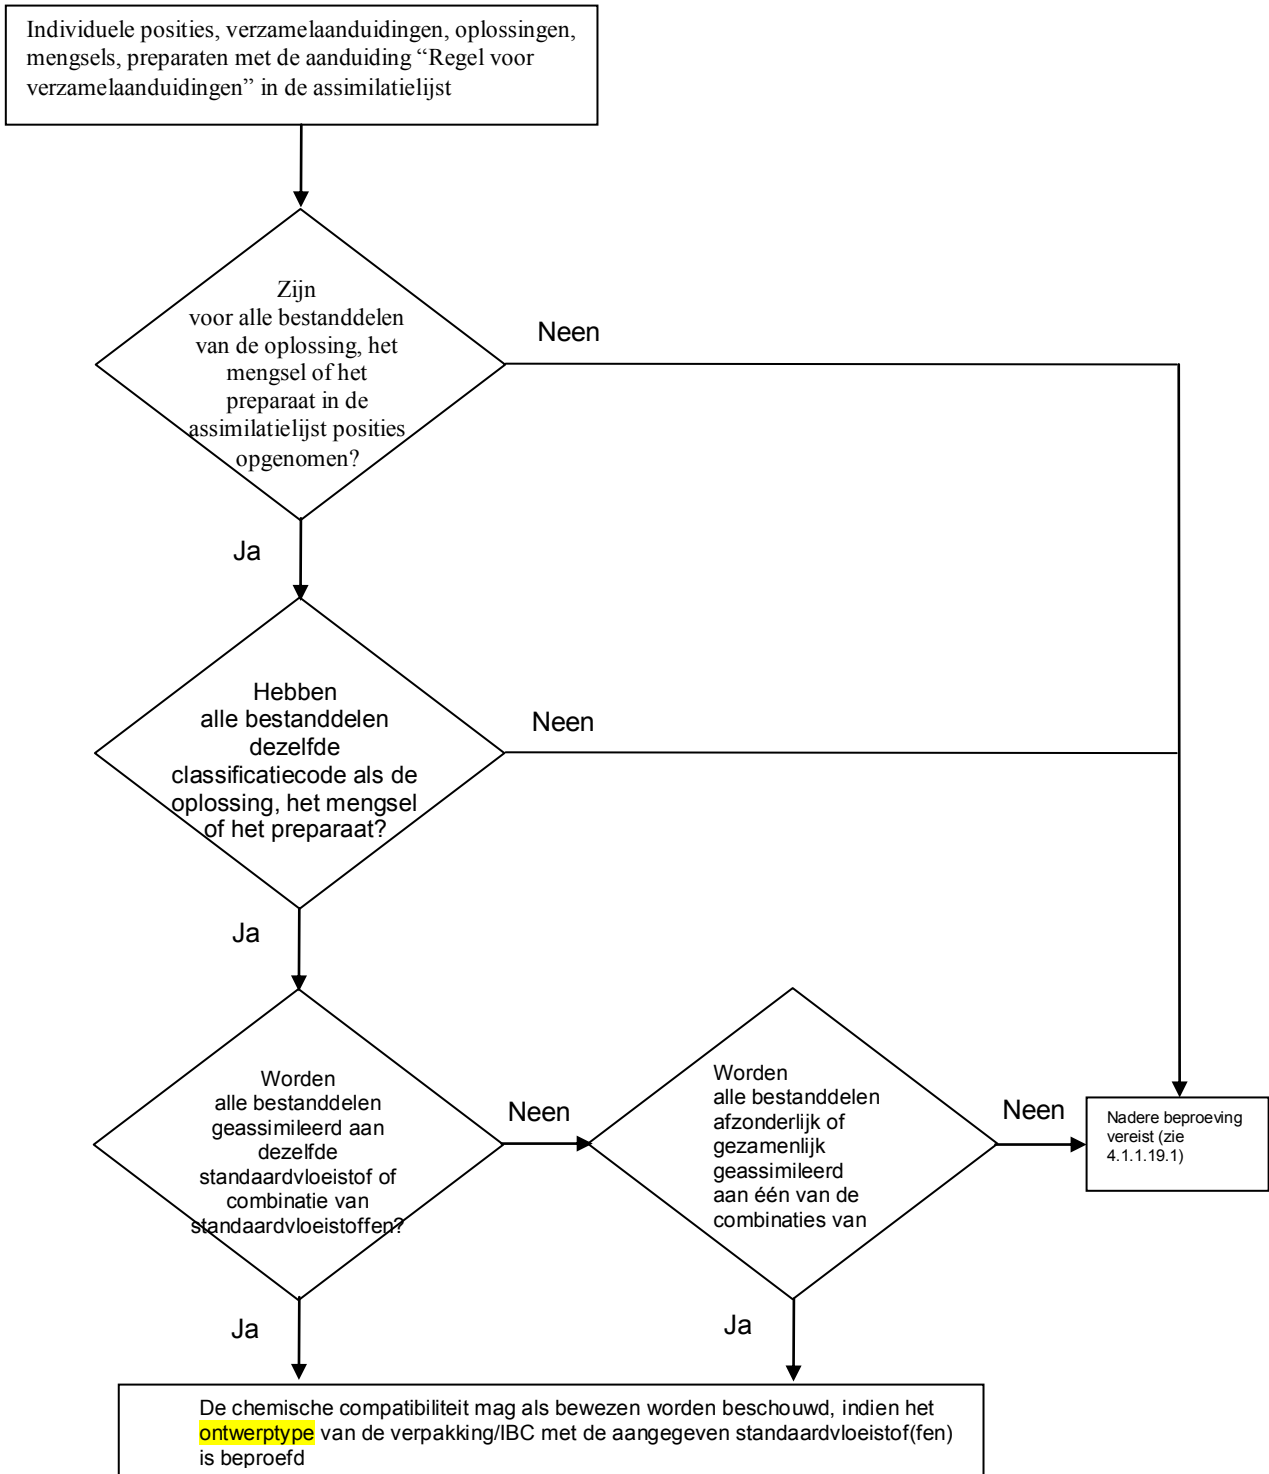 Individuele posities, verzamelaanduidingen, oplossingen,
mengsels, preparaten met de aanduiding “Regel voor
verzamelaanduidingen” in de assimilatielijst
Zijn
voor alle bestanddelen
van de oplossing, het
mengsel of het
preparaat in de
assimilatielijst posities
opgenomen?
Neen
Ja
Hebben
alle bestanddelen
dezelfde
classificatiecode als de
oplossing, het mengsel
of het preparaat?
Neen
Ja
Worden
alle bestanddelen
geassimileerd aan
dezelfde
standaardvloeistof of
combinatie van
standaardvloeistoffen?
Neen
Worden
alle bestanddelen
afzonderlijk of
gezamenlijk
geassimileerd
aan één van de
combinaties van
Neen
Nadere beproeving
vereist (zie
4.1.1.19.1)
Ja
Ja
De chemische compatibiliteit mag als bewezen worden beschouwd, indien het
ontwerptype van de verpakking/IBC met de aangegeven standaardvloeistof(fen)
is beproefd